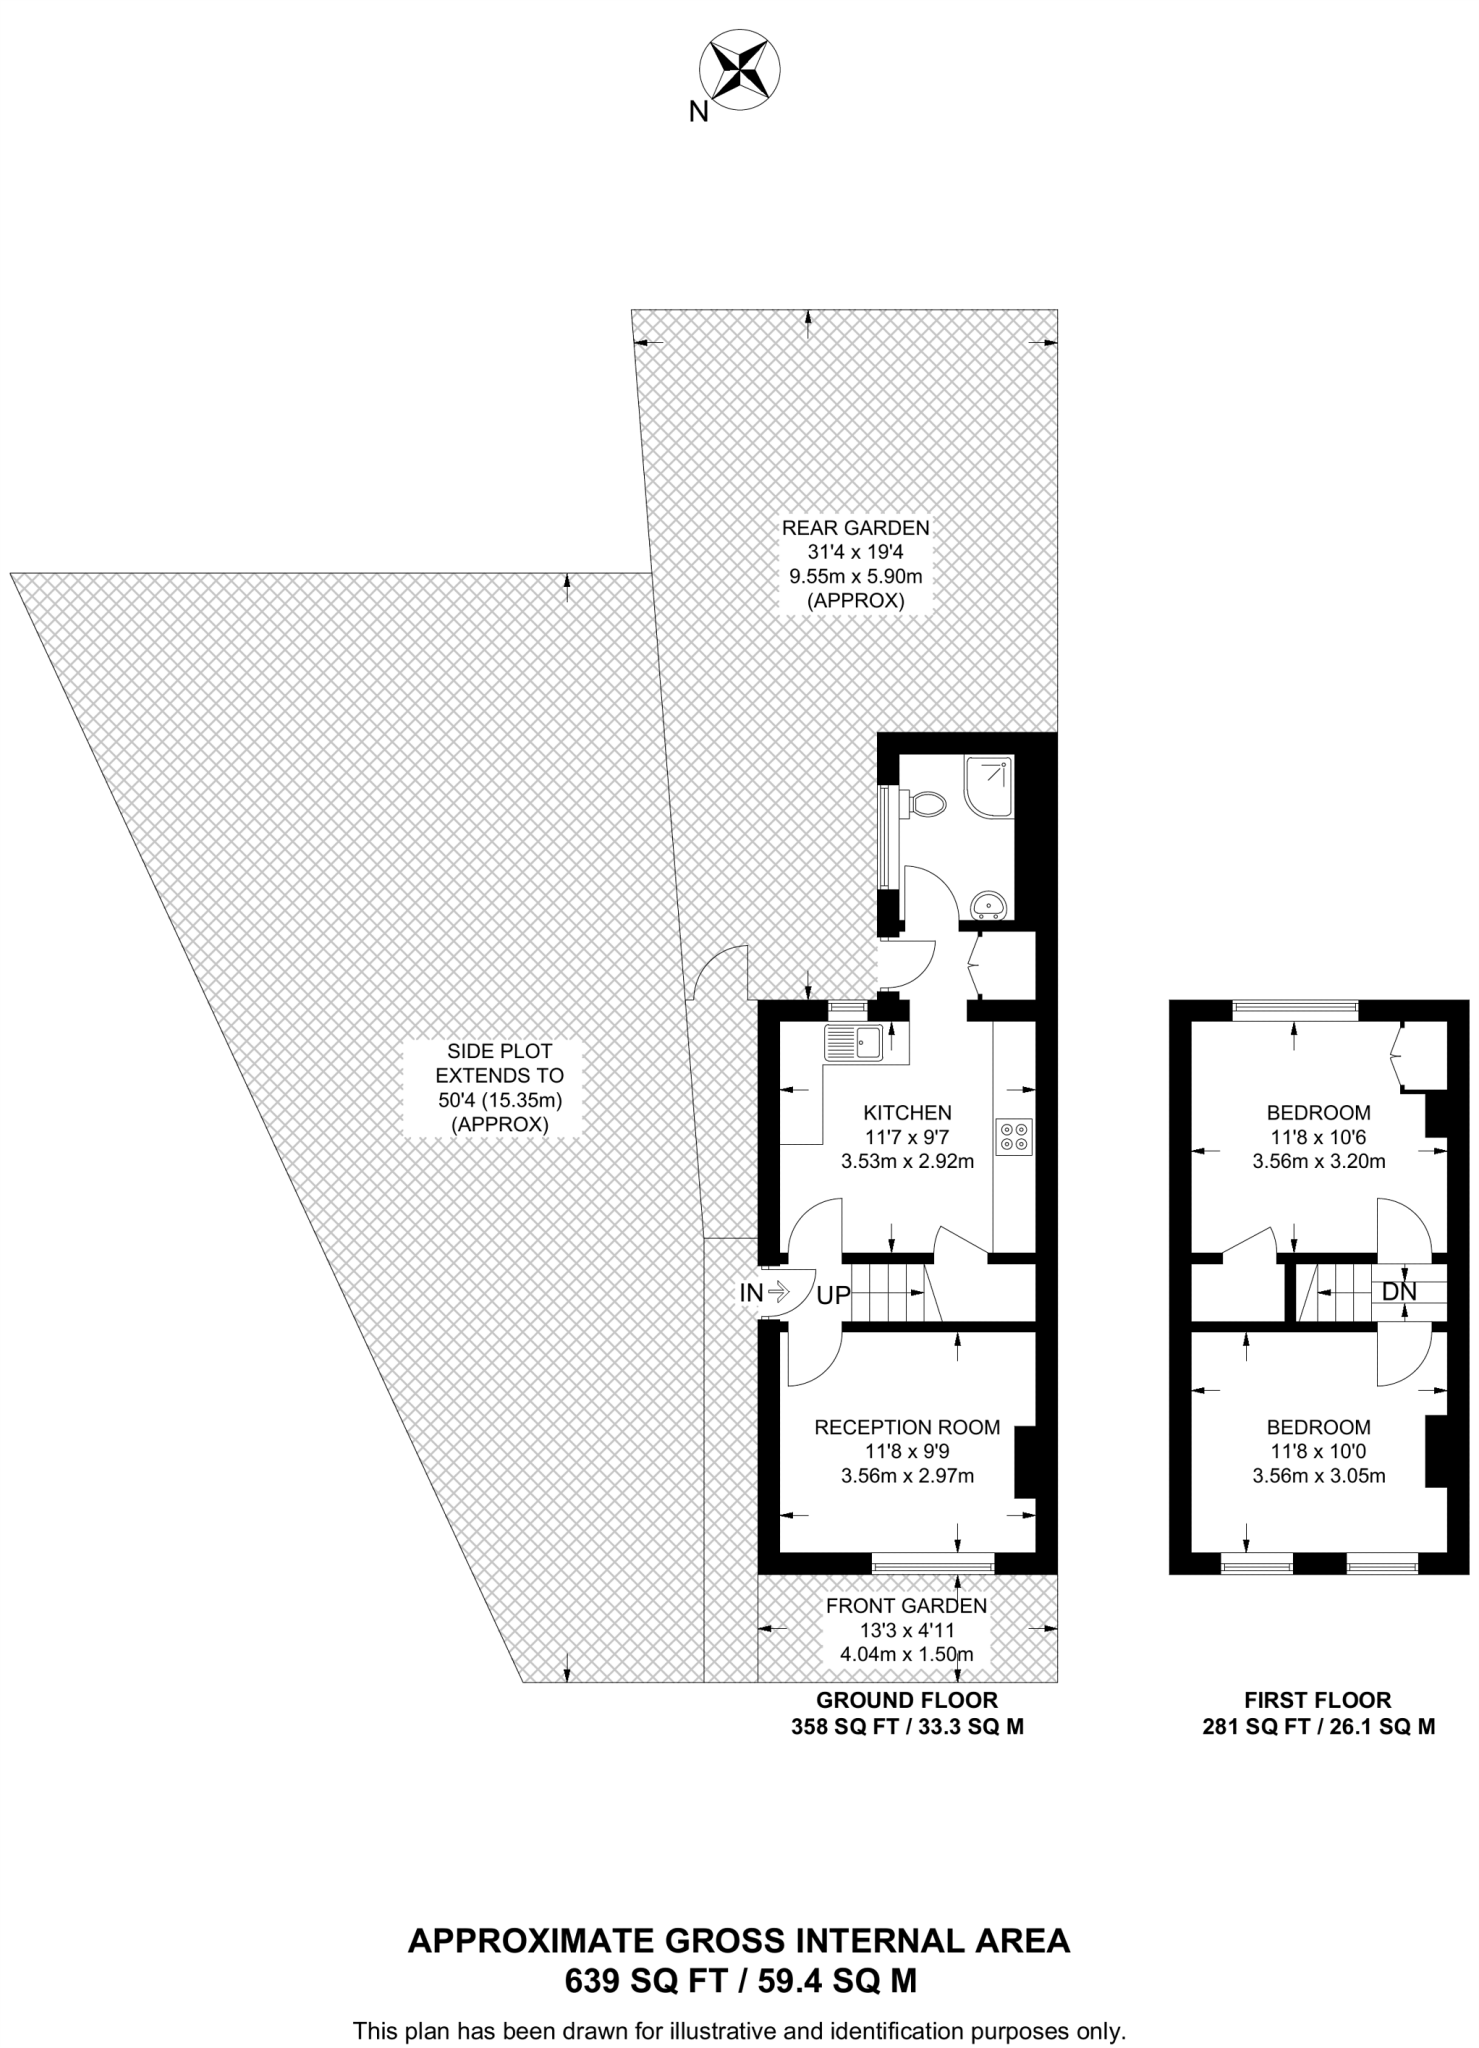 N
REAR GARDEN
31'4 x 19'4
9.55m x 5.90m
(APPROX)
SIDE PLOT
EXTENDS TO
50'4 (15.35m)
(APPROX)
KITCHEN
11'7 x 9'7
3.53m x 2.92m
IN
UP
RECEPTION ROOM
11'8 x 9'9
3.56m x 2.97m
FRONT GARDEN
13'3 x 4'11
4.04m x 1.50m
GROUND FLOOR
358 SQ FT / 33.3 SQ M
BEDROOM
11'8 x 10'6
3.56m x 3.20m
DN
BEDROOM
11'8 x 10'0
3.56m x 3.05m
FIRST FLOOR
281 SQ FT / 26.1 SQ M
APPROXIMATE GROSS INTERNAL AREA
639 SQ FT / 59.4 SQ M
This plan has been drawn for illustrative and identification purposes only.